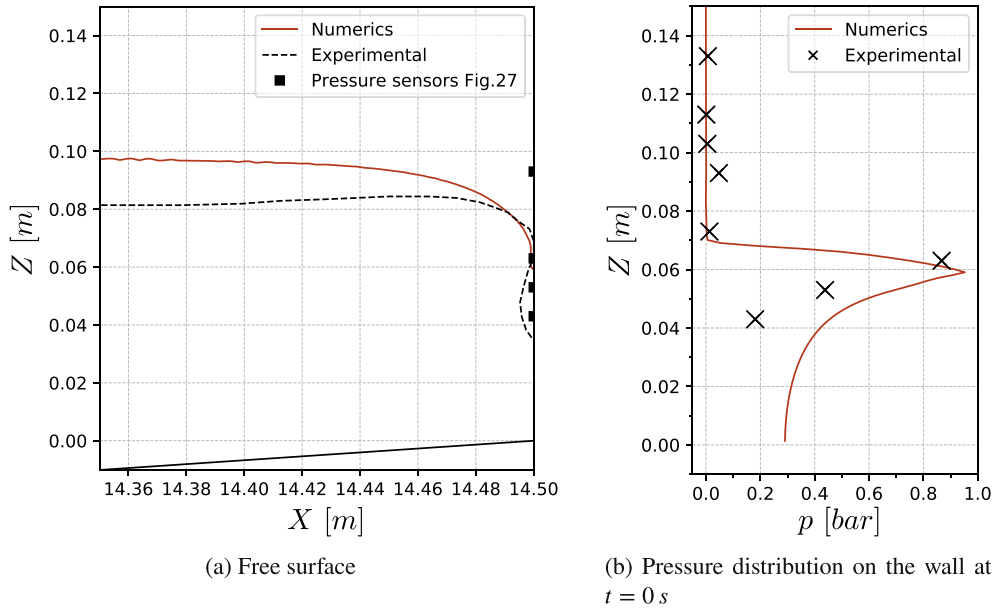 Numerics
Experimental
Pressure sensors Fig.27
0.14
0.12
0.10
0.08
0.06
0.04
0.02
0.00
Z [m]
14.36 14.38 14.40 14.42 14.44 14.46 14.48 14.50
X [m]
(a) Free surface
Numerics
Experimental
0.14
0.12
0.10
0.08
0.06
0.04
0.02
0.00
Z [m]
0.0 0.2 0.4 0.6 0.8 1.0
p [bar]
(b) Pressure distribution on the wall at
t = 0 s